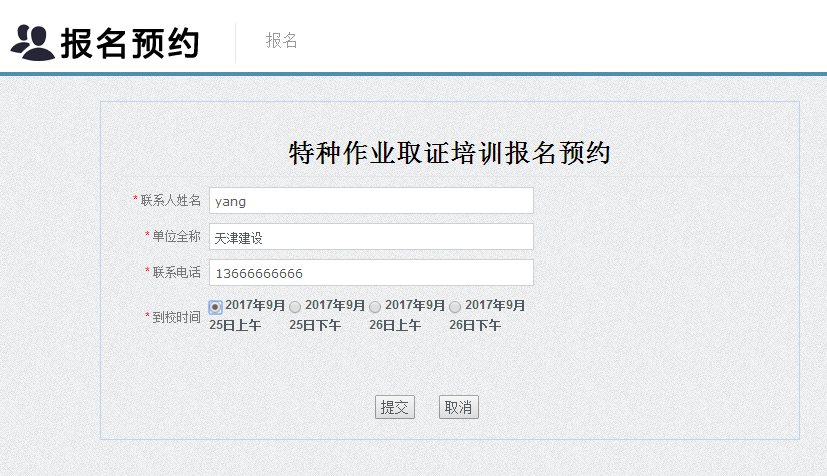 报名预约 报名
特种作业取证培训报名预约
*联系人姓名 yang
*单位全称 天津建设
*联系电话 13666666666
*到校时间 2017年9月25日上午 2017年9月25日下午 2017年9月26日上午 2017年9月26日下午
提交 取消